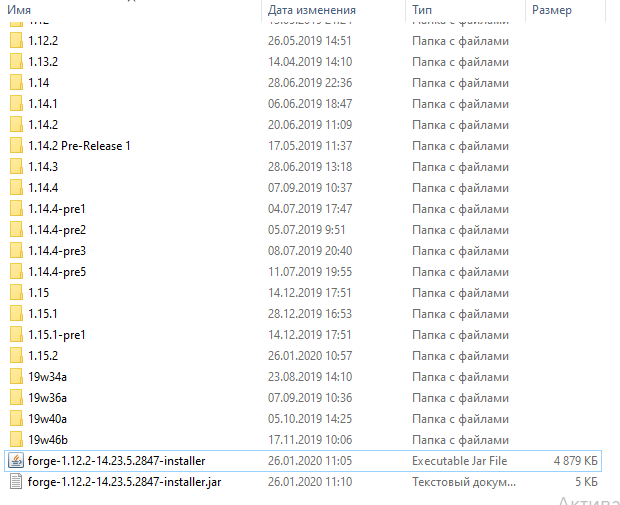 Имя Дата изменения Тип Размер
1.12.2 26.05.2019 14:51 Папка с файлами
1.13.2 14.04.2019 14:10 Папка с файлами
1.14 28.06.2019 22:36 Папка с файлами
1.14.1 06.06.2019 18:47 Папка с файлами
1.14.2 20.06.2019 11:09 Папка с файлами
1.14.2 Pre-Release 1 17.05.2019 11:37 Папка с файлами
1.14.3 28.06.2019 13:18 Папка с файлами
1.14.4 07.09.2019 10:37 Папка с файлами
1.14.4-pre1 04.07.2019 17:47 Папка с файлами
1.14.4-pre2 05.07.2019 9:51 Папка с файлами
1.14.4-pre3 08.07.2019 20:40 Папка с файлами
1.14.4-pre5 11.07.2019 19:55 Папка с файлами
1.15 14.12.2019 17:51 Папка с файлами
1.15.1 28.12.2019 16:53 Папка с файлами
1.15.1-pre1 14.12.2019 17:51 Папка с файлами
1.15.2 26.01.2020 10:57 Папка с файлами
19w34a 23.08.2019 14:10 Папка с файлами
19w36a 07.09.2019 10:36 Папка с файлами
19w40a 05.10.2019 14:25 Папка с файлами
19w46b 17.11.2019 10:06 Папка с файлами
forge-1.12.2-14.23.5.2847-installer 26.01.2020 11:05 Executable Jar File 4 879 КБ
forge-1.12.2-14.23.5.2847-installer.jar 26.01.2020 11:10 Текстовый докум... 5 КБ